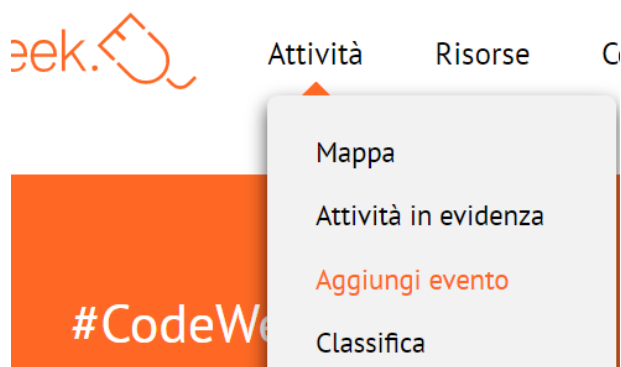 eek.
Attività Risorse
Mappa
Attività in evidenza
Aggiungi evento
#CodeWe
Classifica